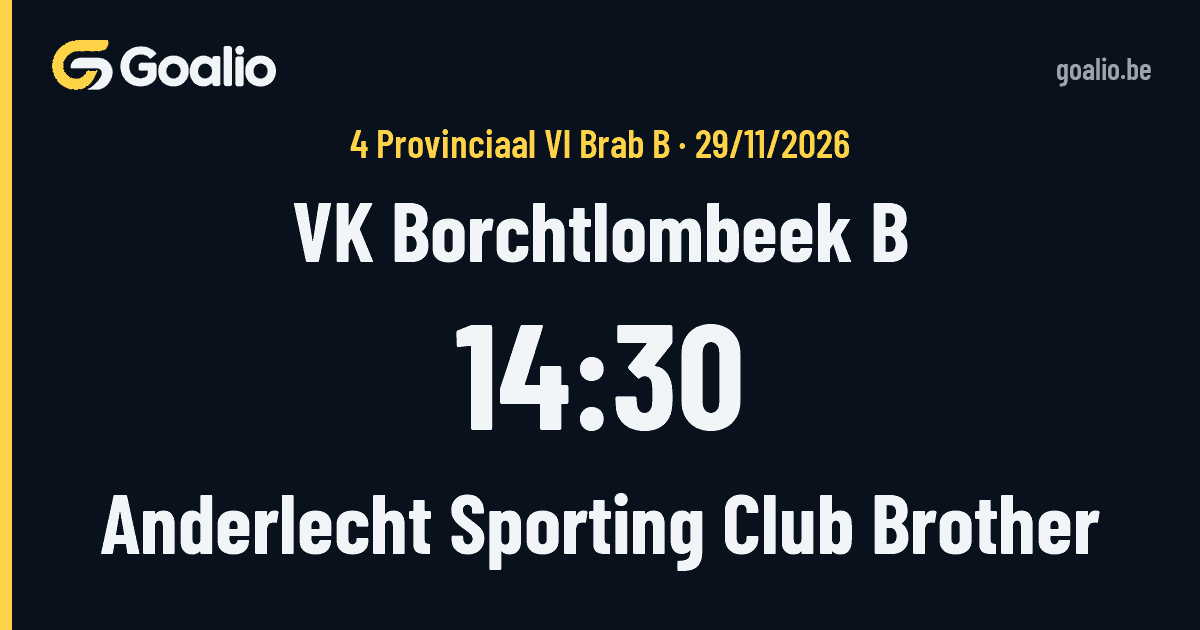 Goalio
goalio.be
4 Provinciaal Vl Brab B · 29/11/2026
VK Borchtlombeek B
14:30
Anderlecht Sporting Club Brother